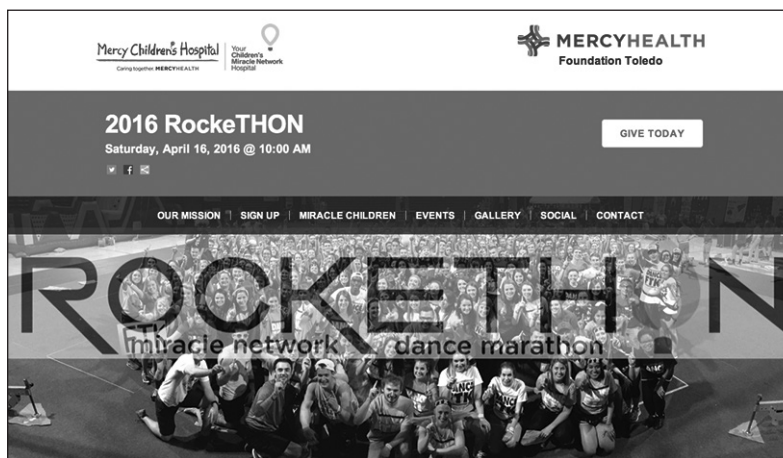 Mercy Children's Hospital
Caring together. MERCYHEALTH
Your
Children's
Miracle Network
Hospital
MERCYHEALTH
Foundation Toledo
2016 RockeTHON
Saturday, April 16, 2016 @ 10:00 AM
GIVE TODAY
OUR MISSION | SIGN UP | MIRACLE CHILDREN | EVENTS | GALLERY | SOCIAL | CONTACT
ROCKETHON
miracle network dance marathon